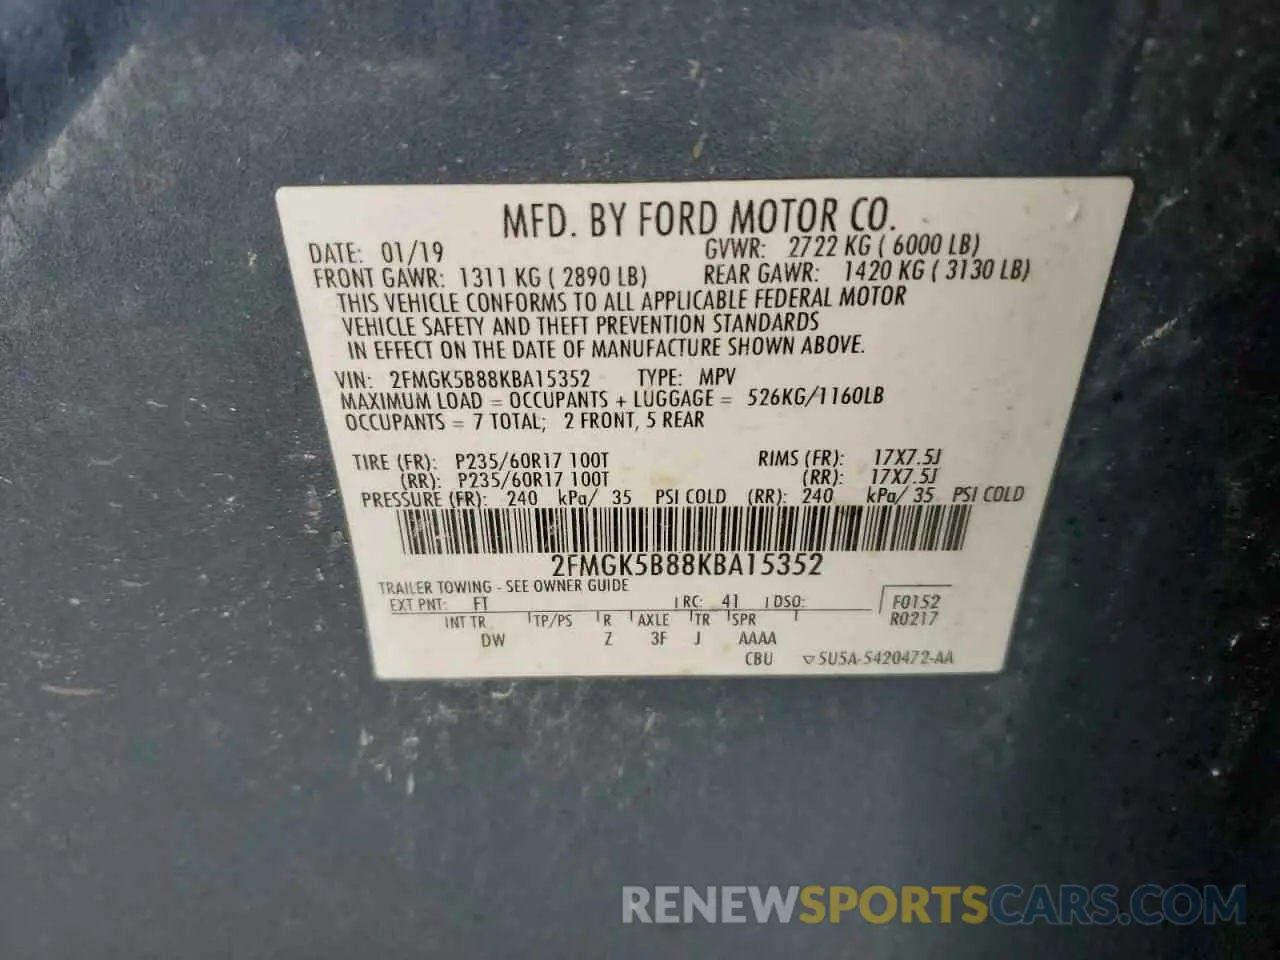 MFD. BY FORD MOTOR CO.
DATE: 01/19 GVWR: 2722 KG ( 6000 LB)
FRONT GAWR: 1311 KG ( 2890 LB) REAR GAWR: 1420 KG ( 3130 LB)
THIS VEHICLE CONFORMS TO ALL APPLICABLE FEDERAL MOTOR
VEHICLE SAFETY AND THEFT PREVENTION STANDARDS
IN EFFECT ON THE DATE OF MANUFACTURE SHOWN ABOVE.
VIN: 2FMGK5B88KBA15352 TYPE: MPV
MAXIMUM LOAD = OCCUPANTS + LUGGAGE = 526KG/1160LB
OCCUPANTS = 7 TOTAL; 2 FRONT, 5 REAR
TIRE (FR): P235/60R17 100T RIMS (FR): 17X7.5J
(RR): P235/60R17 100T (RR): 17X7.5J
PRESSURE (FR): 240 kPa/ 35 PSI COLD (RR): 240 kPa/ 35 PSI COLD
2FMGK5B88KBA15352
TRAILER TOWING - SEE OWNER GUIDE
EXT PNT: FT RC: 41 DSO: F0152
INT TR TP/PS R AXLE TR SPR R0217
DW Z 3F J AAAA
CBU ▽5U5A-5420472-AA
RENEWSPORTSCARS.COM